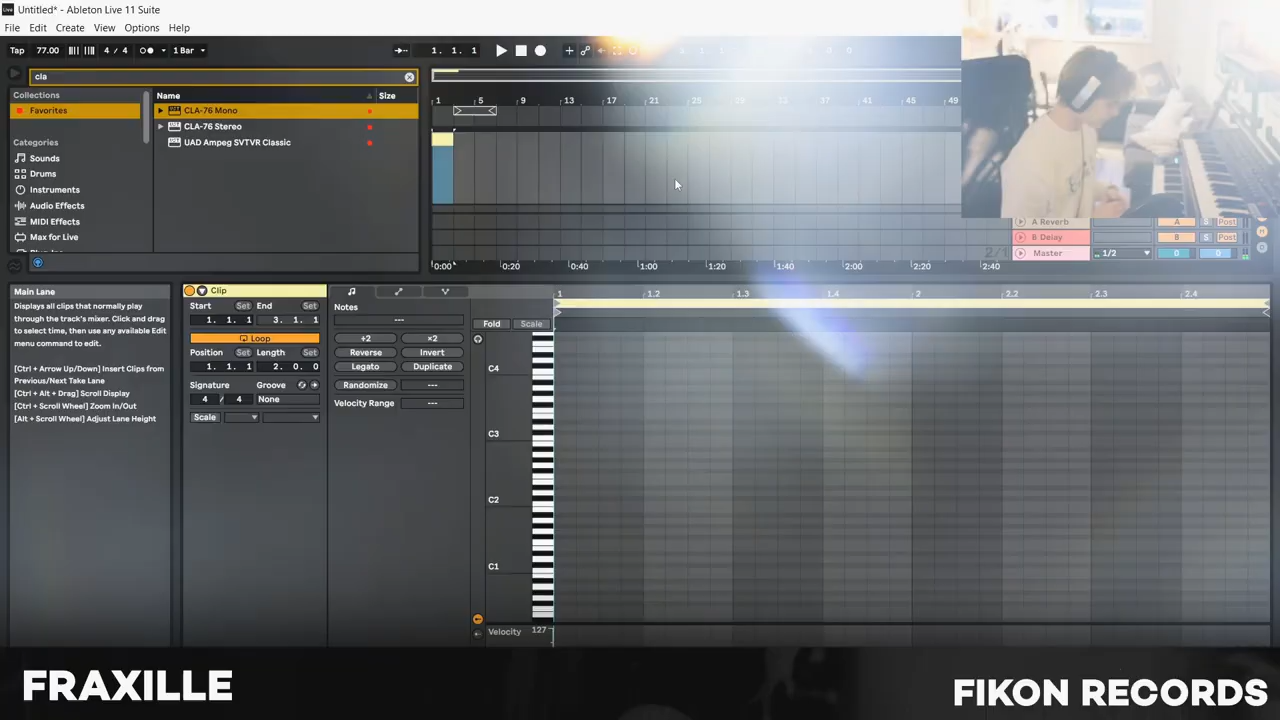 Untitled* - Ableton Live 11 Suite
File Edit Create View Options Help
Tap 77.00 4 / 4 1 Bar 1. 1. 1
cla
Collections
Favorites
Categories
Sounds
Drums
Instruments
Audio Effects
MIDI Effects
Max for Live
Name Size
CLA-76 Mono
CLA-76 Stereo
UAD Ampeg SVTVR Classic
1 5 9 13 17 21 25 29 33 37 41 45 49
0:00 0:20 0:40 1:00 1:20 1:40 2:00 2:20 2:40
2/1
A Reverb A S Post
B Delay B S Post
Master 1/2 0 0
Main Lane
Displays all clips that normally play
through the track's mixer. Click and drag
to select time, then use any available Edit
menu command to edit.
[Ctrl + Arrow Up/Down] Insert Clips from
Previous/Next Take Lane
[Ctrl + Alt + Drag] Scroll Display
[Ctrl + Scroll Wheel] Zoom In/Out
[Alt + Scroll Wheel] Adjust Lane Height
Clip
Start Set End Set
1. 1. 1 3. 1. 1
Loop
Position Set Length Set
1. 1. 1 2. 0. 0
Signature Groove
4 / 4 None
Scale
Notes
---
÷2 ×2
Reverse Invert
Legato Duplicate
Randomize ---
Velocity Range ---
Fold Scale
1 1.2 1.3 1.4 2 2.2 2.3 2.4
C4
C3
C2
C1
Velocity 127
FRAXILLE
FIKON RECORDS